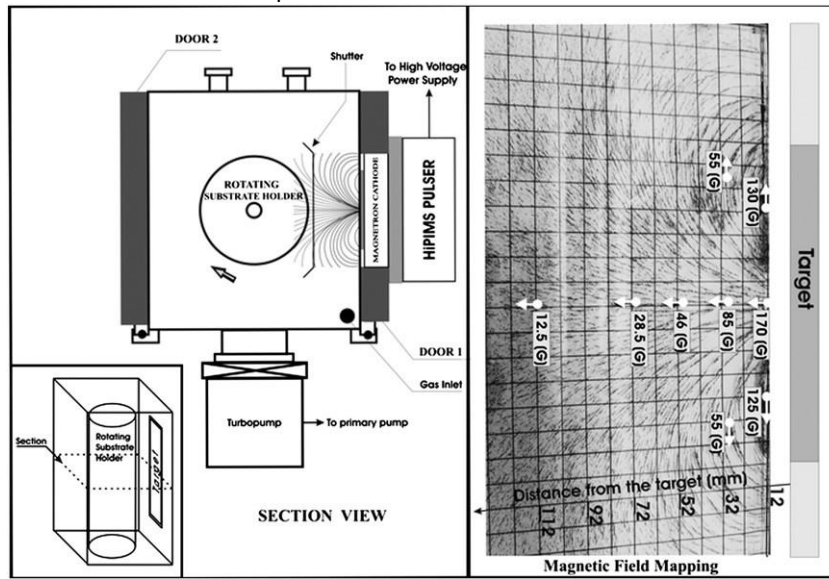 DOOR 2
Shutter
To High Voltage
Power Supply
ROTATING
SUBSTRATE HOLDER
MAGNETRON CATHODE
HiPIMS PULSER
DOOR 1
Gas Inlet
Turbopump
To primary pump
Section
Rotating
Substrate
Holder
Target
SECTION VIEW
55 (G)
130 (G)
Target
12.5 (G)
28.5 (G)
46 (G)
85 (G)
170 (G)
125 (G)
55 (G)
Distance from the target (mm)
112
92
72
52
32
12
Magnetic Field Mapping